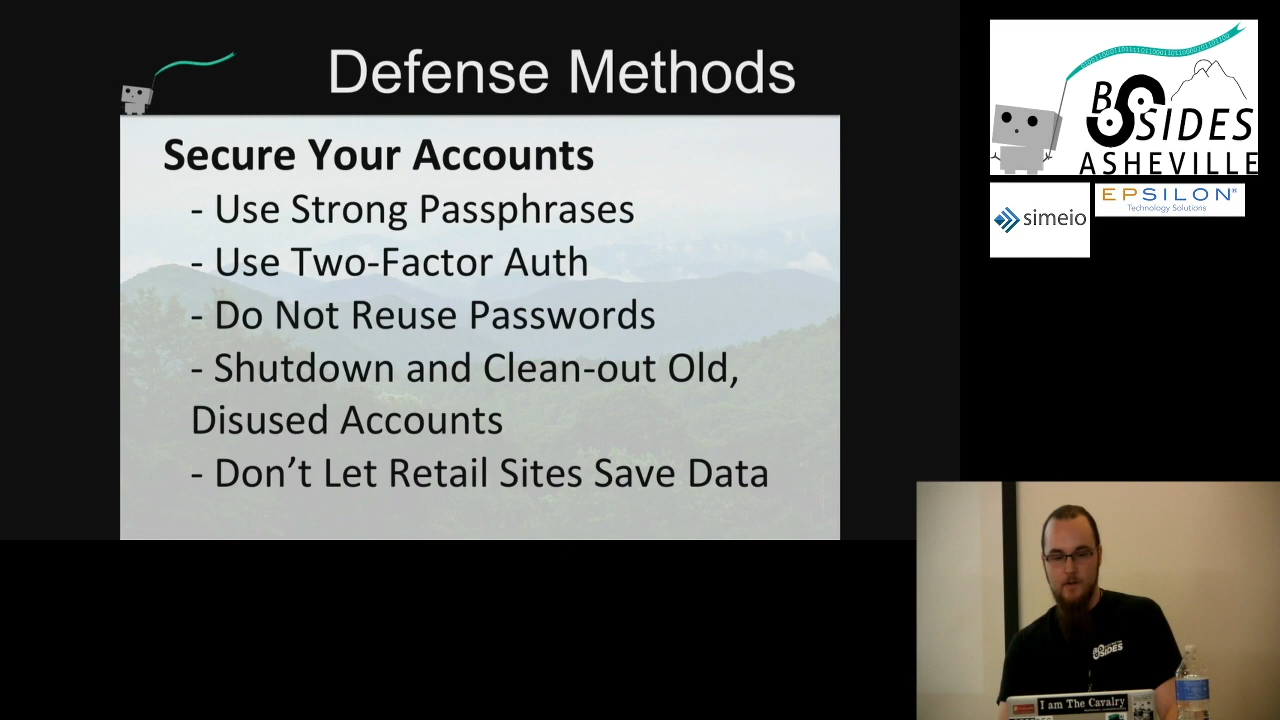 Defense Methods
Secure Your Accounts
- Use Strong Passphrases
- Use Two-Factor Auth
- Do Not Reuse Passwords
- Shutdown and Clean-out Old,
Disused Accounts
- Don’t Let Retail Sites Save Data
B SIDES
ASHEVILLE
simeio
EPSILON®
Technology Solutions
BSIDES
I am The Cavalry